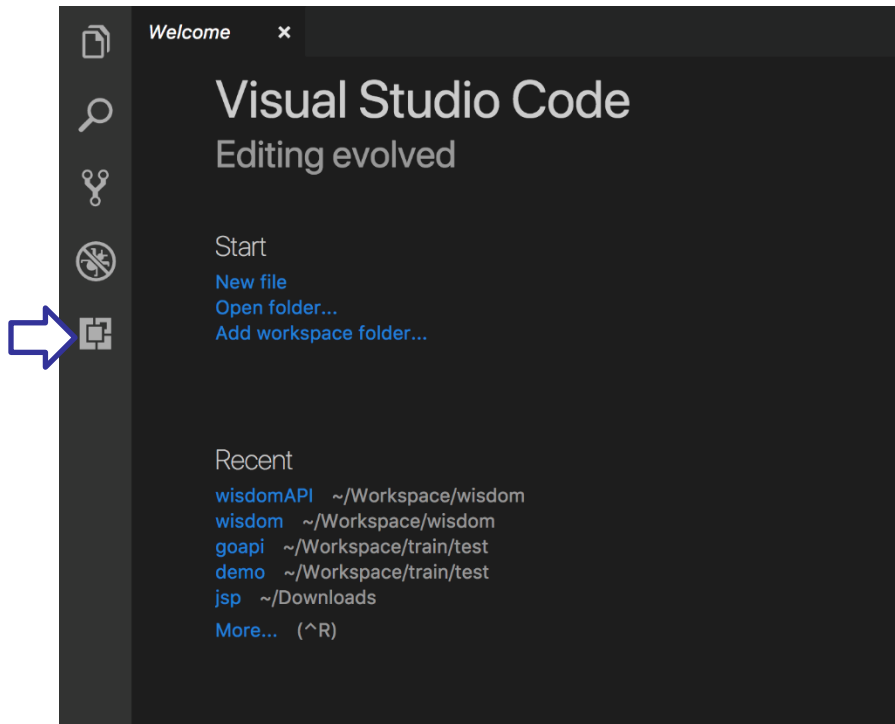 Welcome ×
Visual Studio Code
Editing evolved
Start
New file
Open folder...
Add workspace folder...
Recent
wisdomAPI ~/Workspace/wisdom
wisdom ~/Workspace/wisdom
goapi ~/Workspace/train/test
demo ~/Workspace/train/test
jsp ~/Downloads
More... (^R)